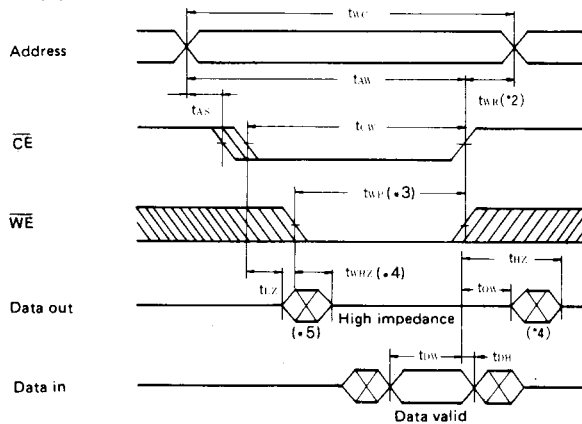 tWC
Address
tAW
tWR(*2)
tAS
CE
tCW
tWP(*3)
WE
tLZ
tWHZ(*4)
tHZ
tOW
Data out
(*5)
High impedance
(*4)
tDW
tDH
Data in
Data valid